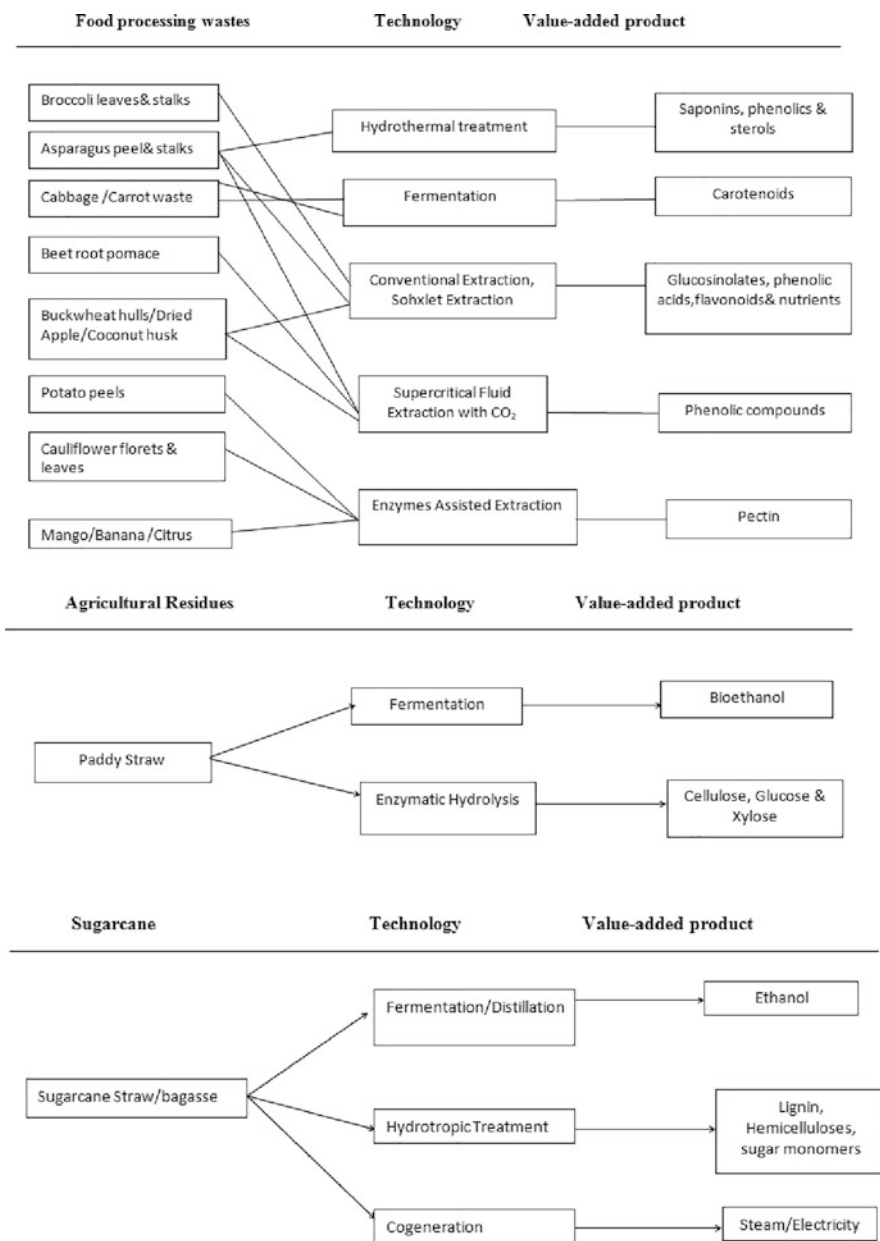 Food processing wastes Technology Value-added product
Broccoli leaves& stalks
Asparagus peel& stalks
Cabbage /Carrot waste
Beet root pomace
Buckwheat hulls/Dried
Apple/Coconut husk
Potato peels
Cauliflower florets &
leaves
Mango/Banana /Citrus
Hydrothermal treatment
Fermentation
Conventional Extraction,
Sohxlet Extraction
Supercritical Fluid
Extraction with CO₂
Enzymes Assisted Extraction
Saponins, phenolics &
sterols
Carotenoids
Glucosinolates, phenolic
acids,flavonoids& nutrients
Phenolic compounds
Pectin
Agricultural Residues Technology Value-added product
Paddy Straw
Fermentation
Enzymatic Hydrolysis
Bioethanol
Cellulose, Glucose &
Xylose
Sugarcane Technology Value-added product
Sugarcane Straw/bagasse
Fermentation/Distillation
Hydrotropic Treatment
Cogeneration
Ethanol
Lignin,
Hemicelluloses,
sugar monomers
Steam/Electricity